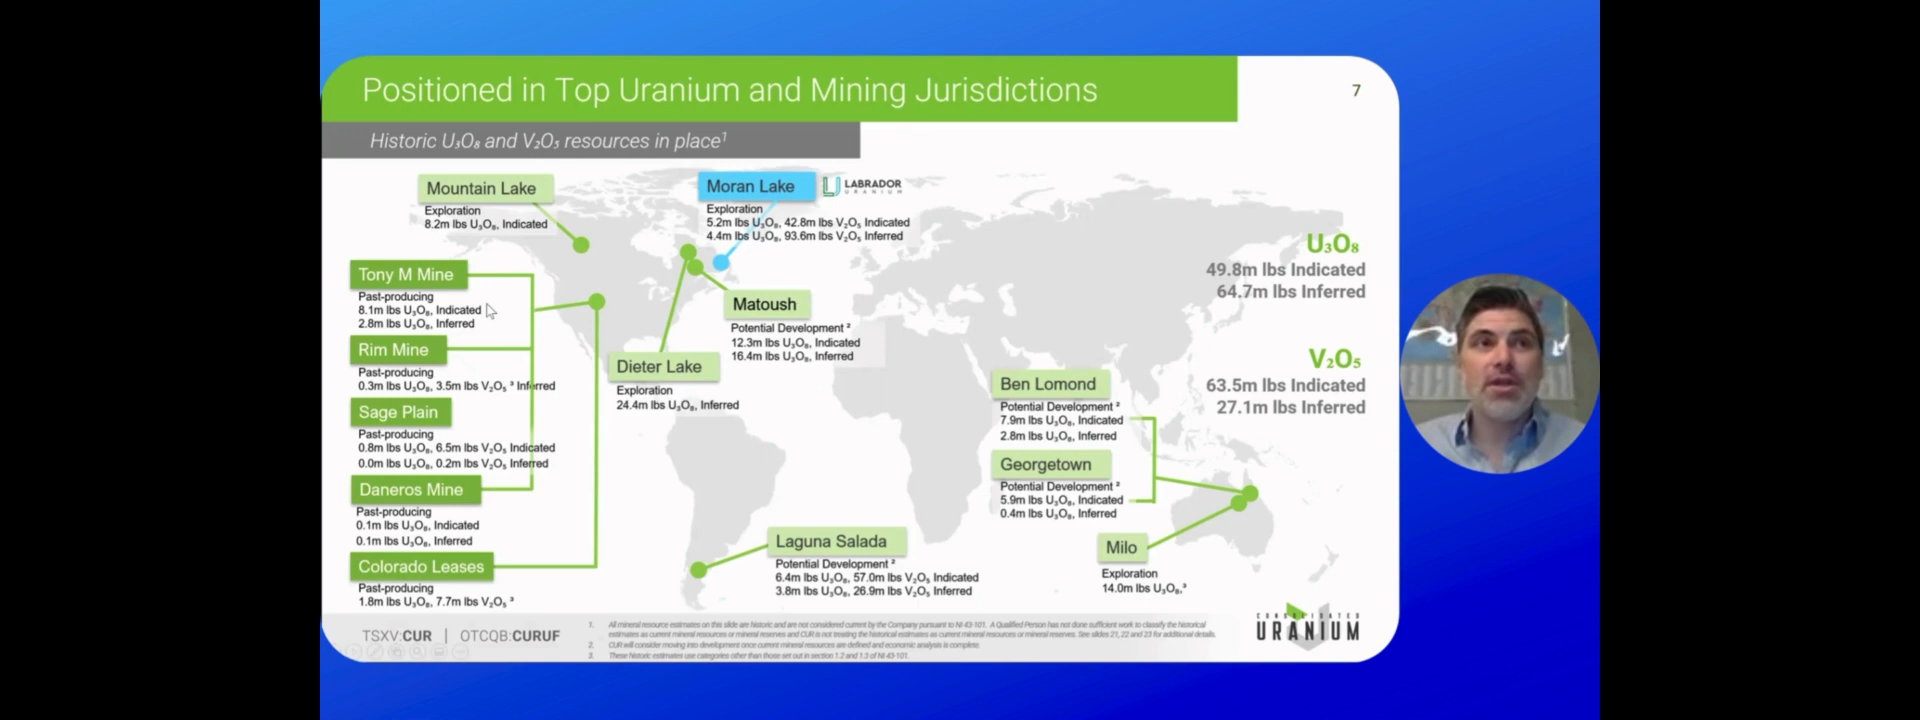 Positioned in Top Uranium and Mining Jurisdictions
7
Historic U₃O₈ and V₂O₅ resources in place¹
Mountain Lake
Exploration
8.2m lbs U₃O₈, Indicated
Moran Lake
LABRADOR
URANIUM
Exploration
5.2m lbs U₃O₈, 42.8m lbs V₂O₅ Indicated
4.4m lbs U₃O₈, 93.6m lbs V₂O₅ Inferred
U₃O₈
49.8m lbs Indicated
64.7m lbs Inferred
Tony M Mine
Past-producing
8.1m lbs U₃O₈, Indicated
2.8m lbs U₃O₈, Inferred
Matoush
Potential Development ²
12.3m lbs U₃O₈, Indicated
16.4m lbs U₃O₈, Inferred
Rim Mine
Past-producing
0.3m lbs U₃O₈, 3.5m lbs V₂O₅ ³ Inferred
Dieter Lake
Exploration
24.4m lbs U₃O₈, Inferred
V₂O₅
63.5m lbs Indicated
27.1m lbs Inferred
Sage Plain
Past-producing
0.8m lbs U₃O₈, 6.5m lbs V₂O₅ Indicated
0.0m lbs U₃O₈, 0.2m lbs V₂O₅ Inferred
Ben Lomond
Potential Development ²
7.9m lbs U₃O₈, Indicated
2.8m lbs U₃O₈, Inferred
Georgetown
Potential Development ²
5.9m lbs U₃O₈, Indicated
0.4m lbs U₃O₈, Inferred
Daneros Mine
Past-producing
0.1m lbs U₃O₈, Indicated
0.1m lbs U₃O₈, Inferred
Laguna Salada
Potential Development ²
6.4m lbs U₃O₈, 57.0m lbs V₂O₅ Indicated
3.8m lbs U₃O₈, 26.9m lbs V₂O₅ Inferred
Milo
Exploration
14.0m lbs U₃O₈,³
Colorado Leases
Past-producing
1.8m lbs U₃O₈, 7.7m lbs V₂O₅ ³
TSXV:CUR | OTCQB:CURUF
1. All mineral resource estimates on this slide are historic and are not considered current by the Company pursuant to NI 43-101. A Qualified Person has not done sufficient work to classify the historical
estimates as current mineral resources or mineral reserves and CUR is not treating the historical estimates as current mineral resources or mineral reserves. See slides 21, 22 and 23 for additional details.
2. CUR will consider moving into development once current mineral resources are defined and economic analysis is complete.
3. These historic estimates use categories other than those set out in section 1.2 and 1.3 of NI 43-101.
CONSOLIDATED
URANIUM